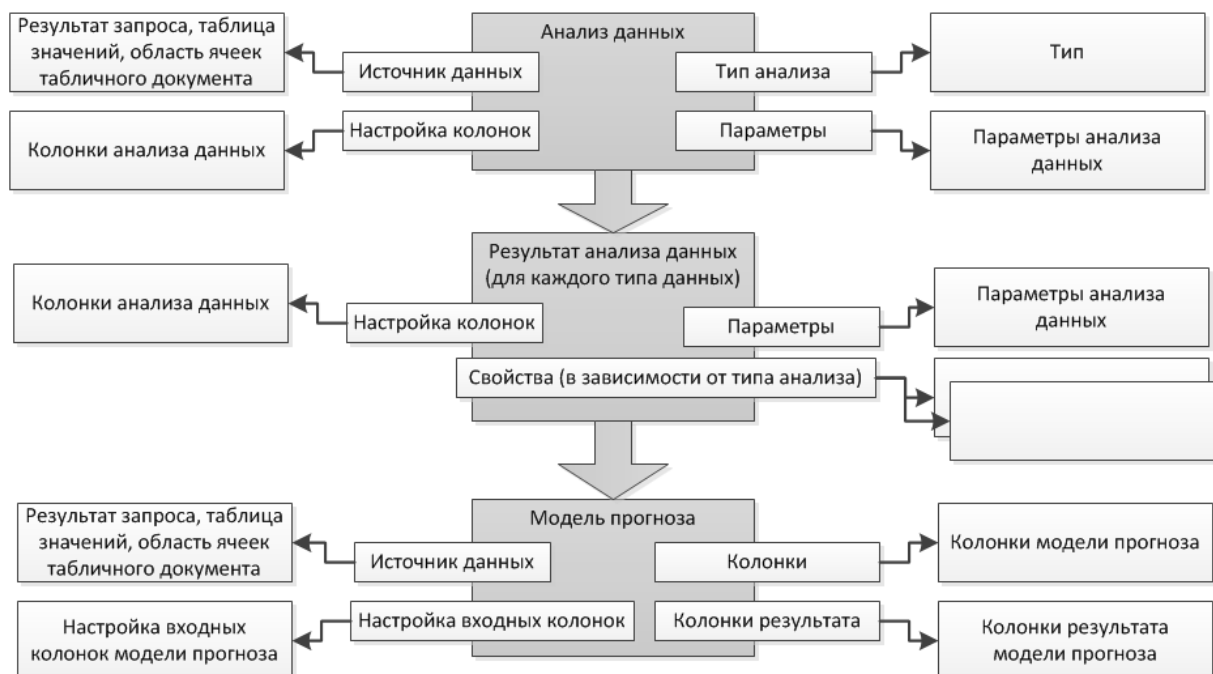 Результат запроса, таблица
значений, область ячеек
табличного документа
Анализ данных
Источник данных
Тип анализа
Тип
Колонки анализа данных
Настройка колонок
Параметры
Параметры анализа
данных
Результат анализа данных
(для каждого типа данных)
Колонки анализа данных
Настройка колонок
Параметры
Параметры анализа
данных
Свойства (в зависимости от типа анализа)
Результат запроса, таблица
значений, область ячеек
табличного документа
Модель прогноза
Источник данных
Колонки
Колонки модели прогноза
Настройка входных
колонок модели прогноза
Настройка входных колонок
Колонки результата
Колонки результата
модели прогноза